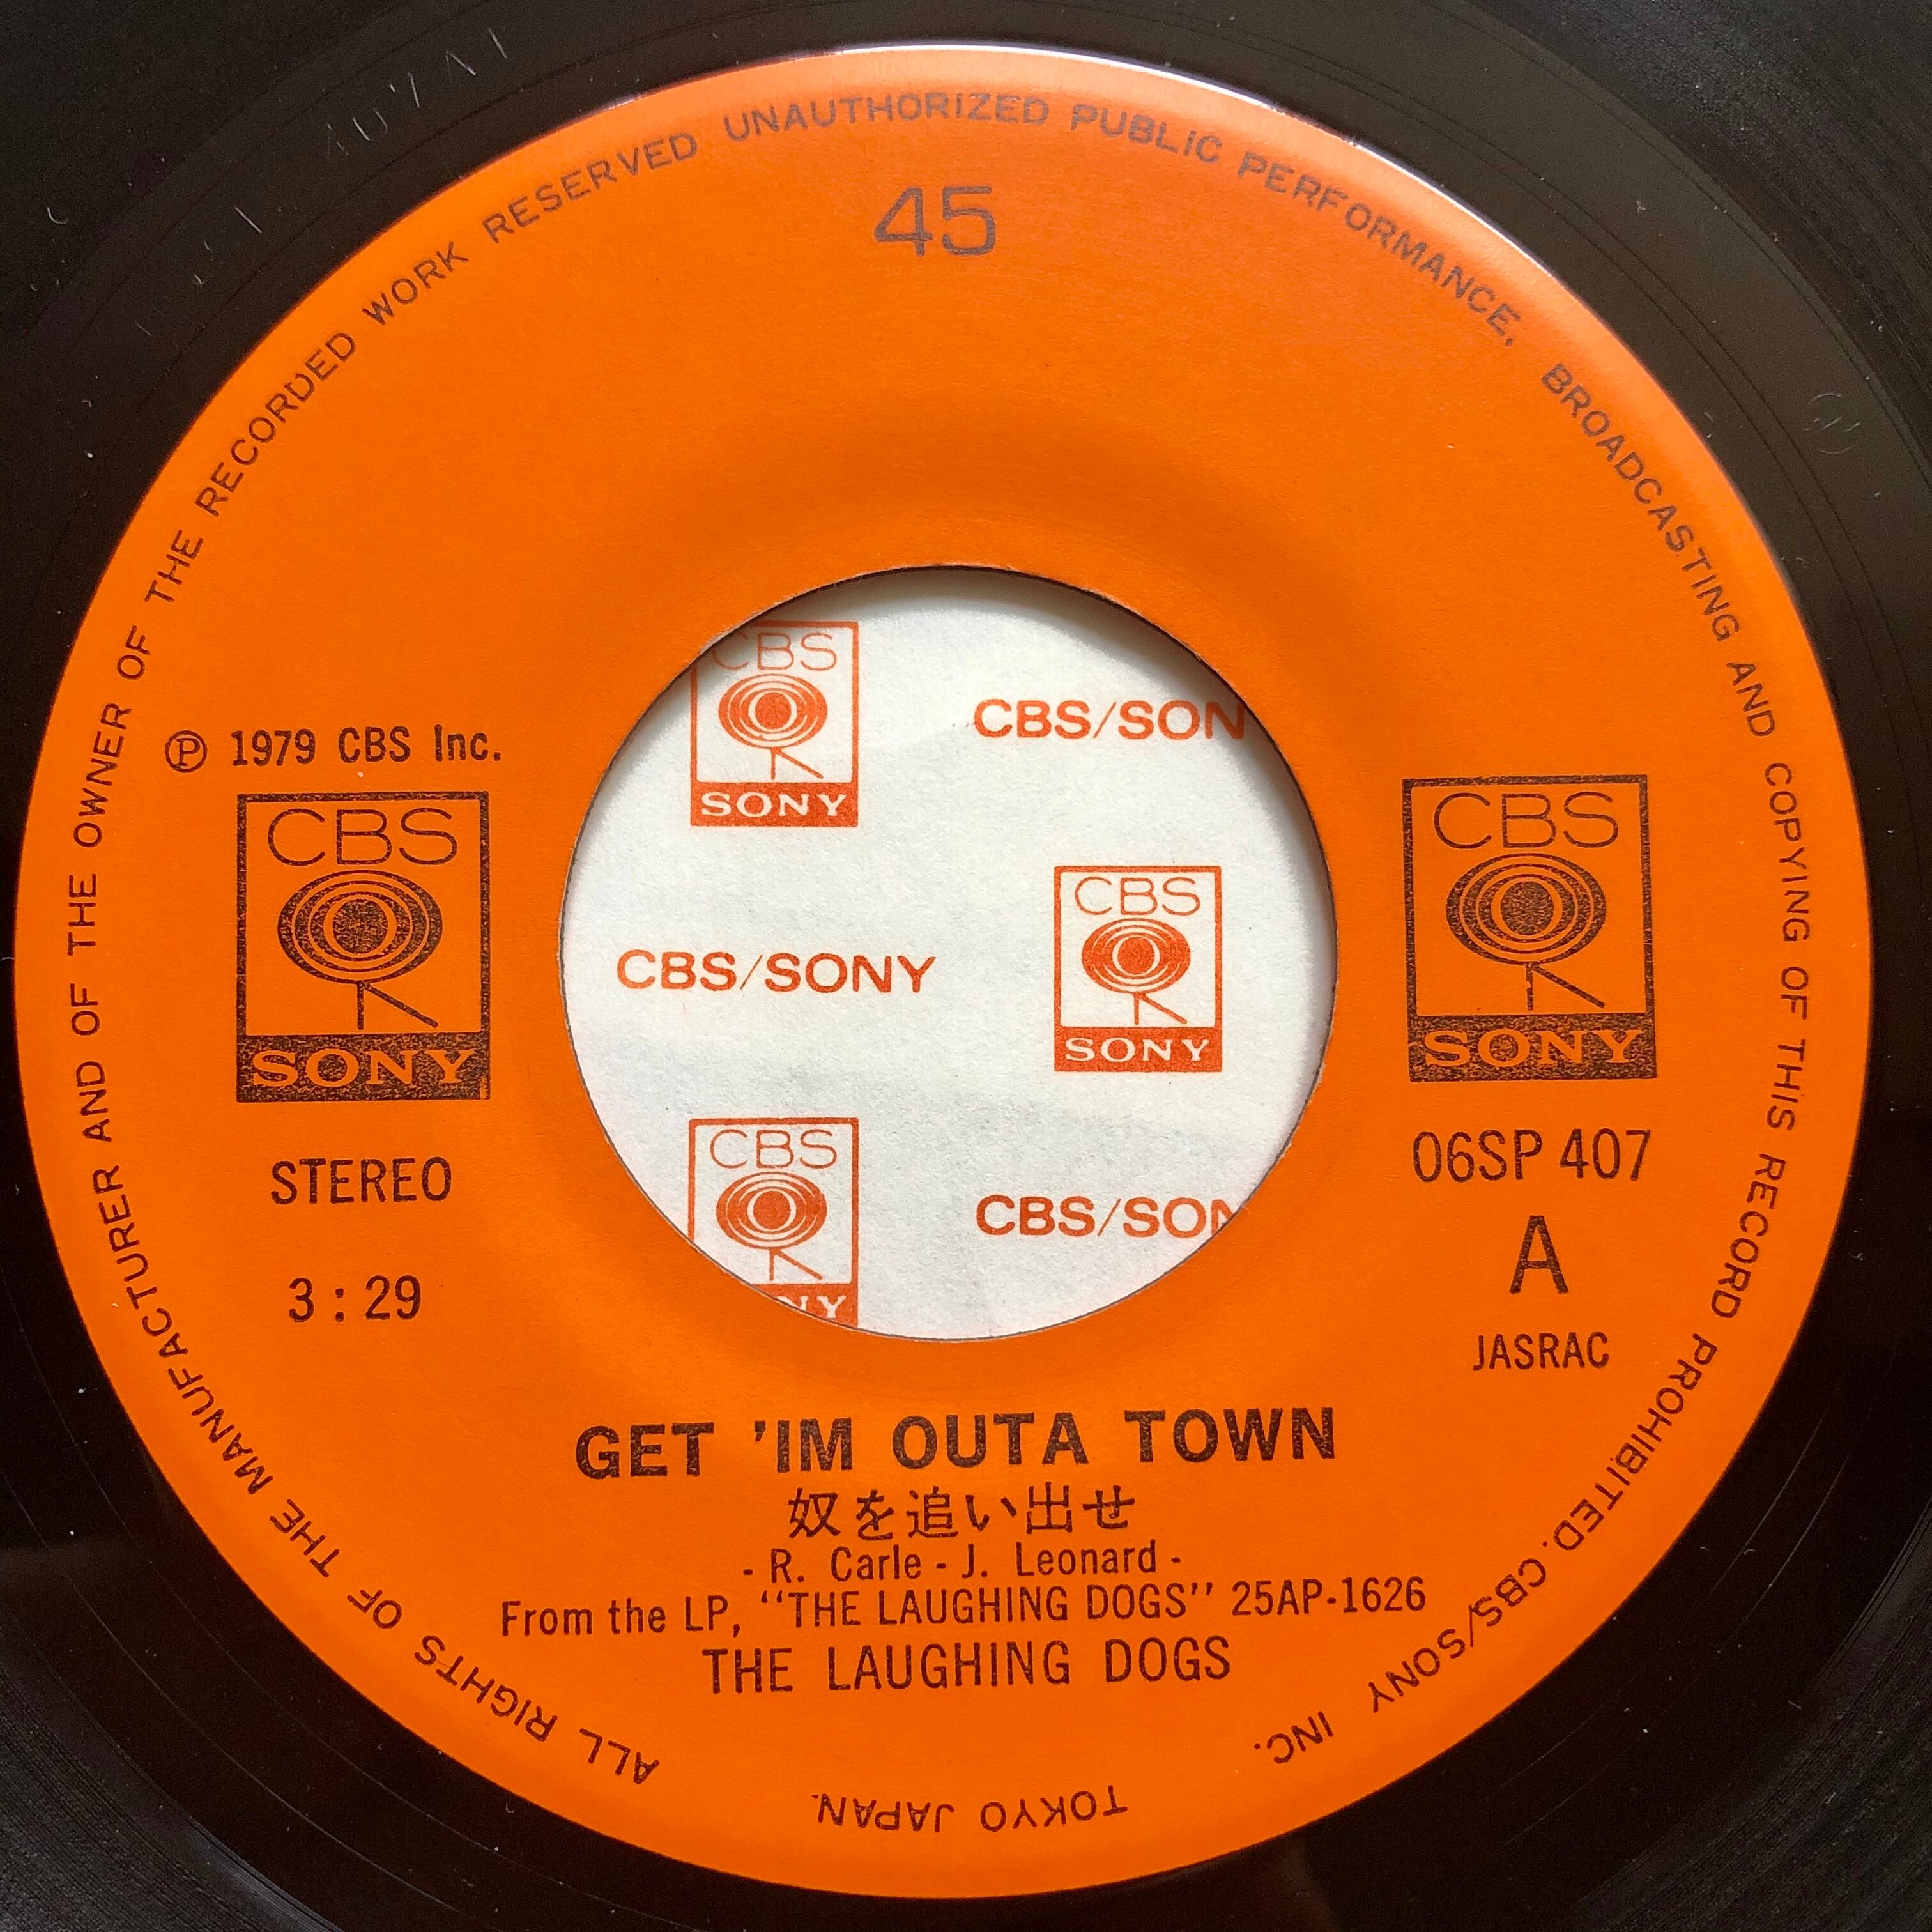 ALL RIGHTS OF THE MANUFACTURER AND OF THE OWNER OF THE RECORDED WORK RESERVED UNAUTHORIZED PUBLIC PERFORMANCE, BROADCASTING AND COPYING OF THIS RECORD PROHIBITED. CBS/SONY INC.
TOKYO JAPAN.
45
℗ 1979 CBS Inc.
CBS
SONY
STEREO
3:29
CBS
SONY
CBS/SON
CBS/SONY
CBS
SONY
CBS
NY
CBS/SON
CBS
SONY
06SP 407
A
JASRAC
GET 'IM OUTA TOWN
奴を追い出せ
- R. Carle - J. Leonard -
From the LP, "THE LAUGHING DOGS" 25AP-1626
THE LAUGHING DOGS